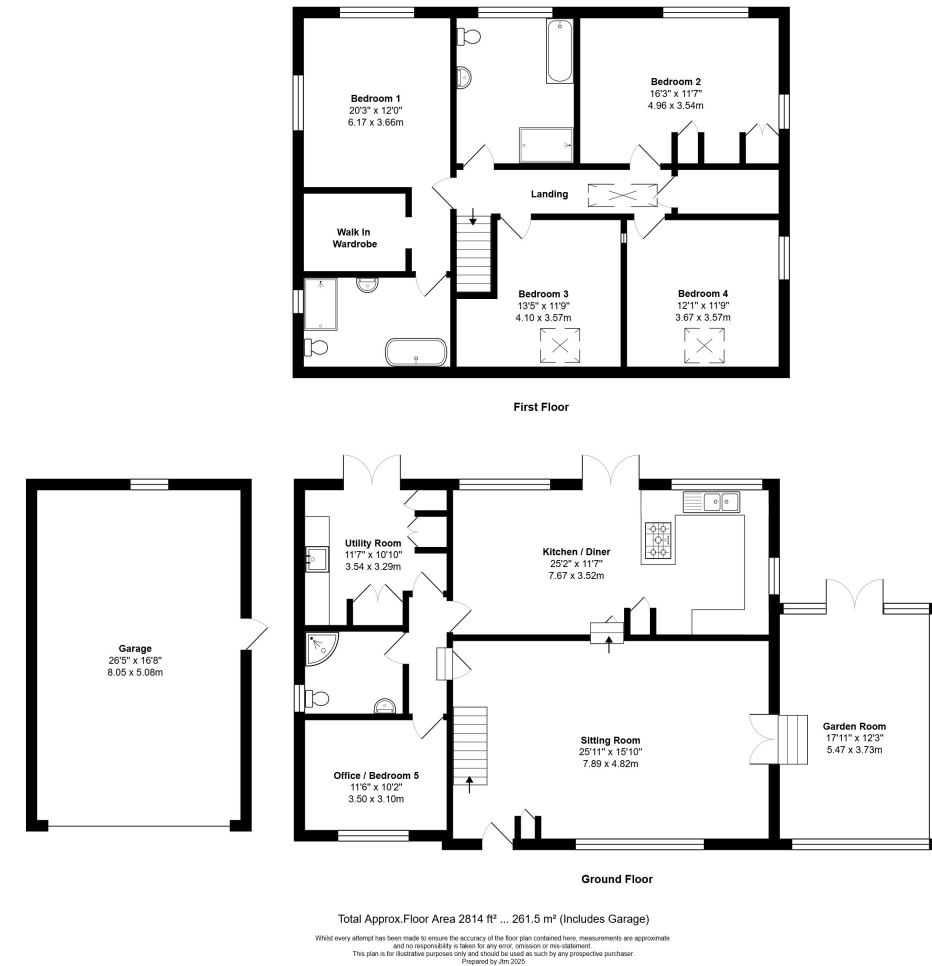 Bedroom 1
20'3" x 12'0"
6.17 x 3.66m
Bedroom 2
16'3" x 11'7"
4.96 x 3.54m
Landing
Walk In
Wardrobe
Bedroom 3
13'5" x 11'9"
4.10 x 3.57m
Bedroom 4
12'1" x 11'9"
3.67 x 3.57m
First Floor
Utility Room
11'7" x 10'10"
3.54 x 3.29m
Kitchen / Diner
25'2" x 11'7"
7.67 x 3.52m
Garage
26'5" x 16'8"
8.05 x 5.08m
Sitting Room
25'11" x 15'10"
7.89 x 4.82m
Garden Room
17'11" x 12'3"
5.47 x 3.73m
Office / Bedroom 5
11'6" x 10'2"
3.50 x 3.10m
Ground Floor
Total Approx.Floor Area 2814 ft² ... 261.5 m² (Includes Garage)
Whilst every attempt has been made to ensure the accuracy of the floor plan contained here, measurements are approximate
and no responsibility is taken for any error, omission or mis-statement.
This plan is for illustrative purposes only and should be used as such by any prospective purchaser.
Prepared by Jtm 2025